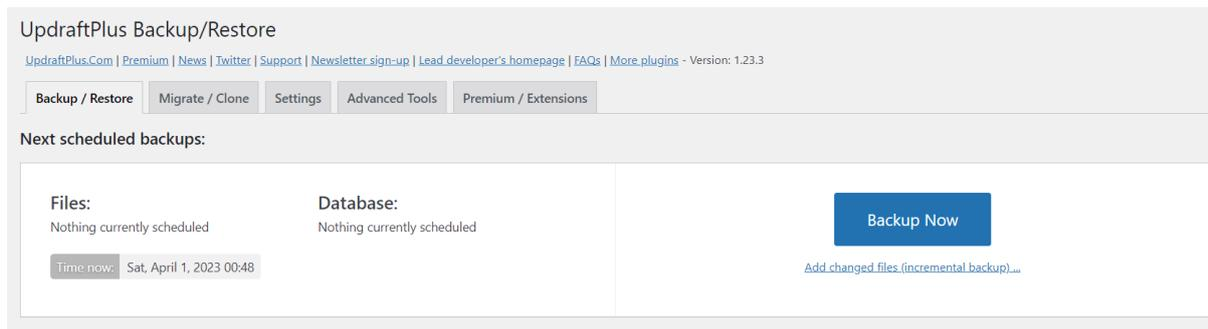 UpdraftPlus Backup/Restore
UpdraftPlus.Com | Premium | News | Twitter | Support | Newsletter sign-up | Lead developer's homepage | FAQs | More plugins - Version: 1.23.3
Backup / Restore Migrate / Clone Settings Advanced Tools Premium / Extensions
Next scheduled backups:
Files: Database:
Nothing currently scheduled Nothing currently scheduled
Backup Now
Time now: Sat, April 1, 2023 00:48
Add changed files (incremental backup) ...